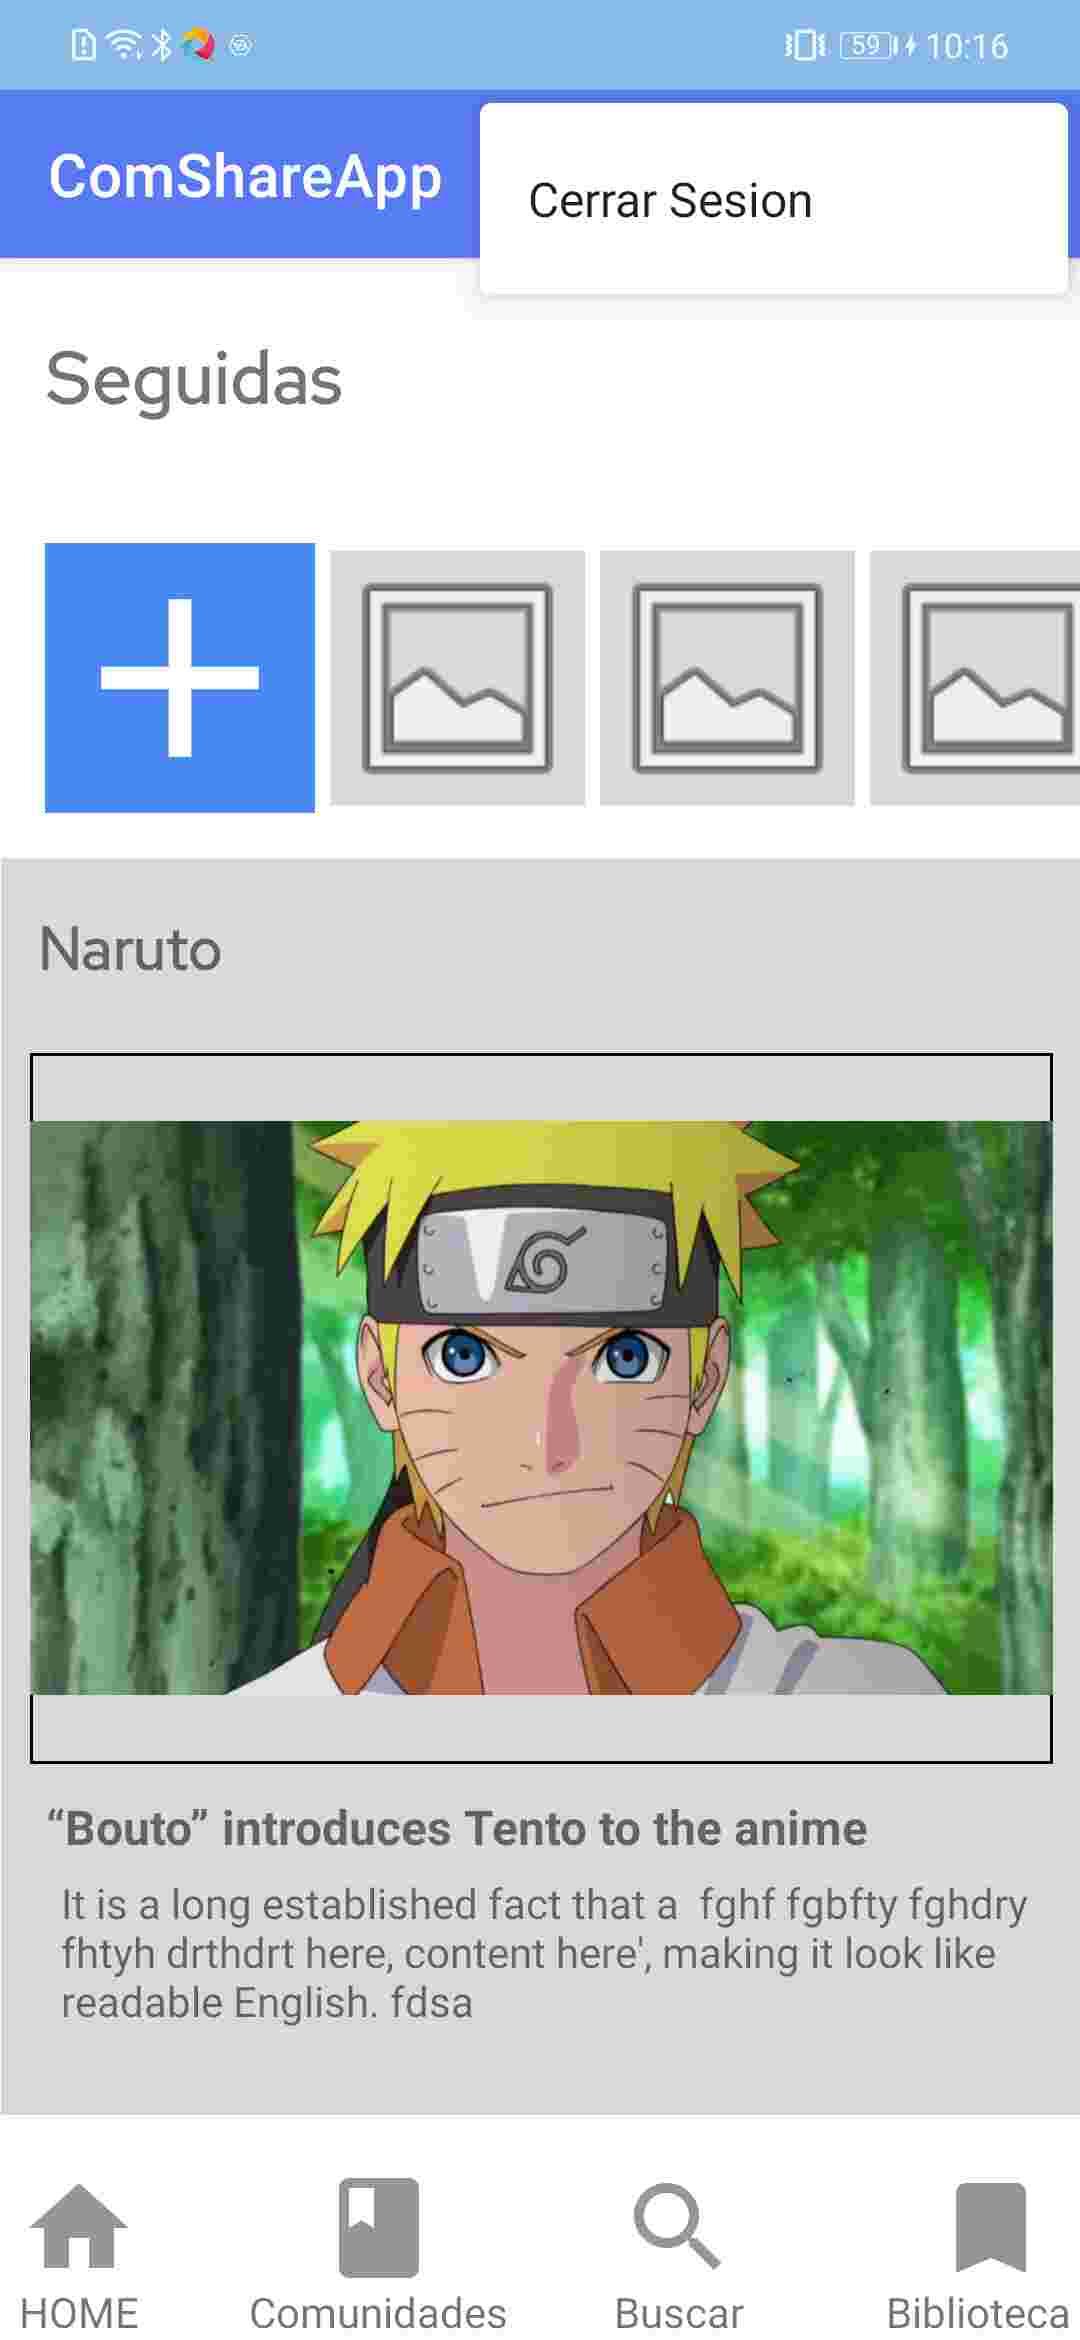 59 10:16
ComShareApp
Cerrar Sesion
Seguidas
Naruto
“Bouto” introduces Tento to the anime
It is a long established fact that a  fghf fgbfty fghdry
fhtyh drthdrt here, content here', making it look like
readable English. fdsa
HOME Comunidades Buscar Biblioteca